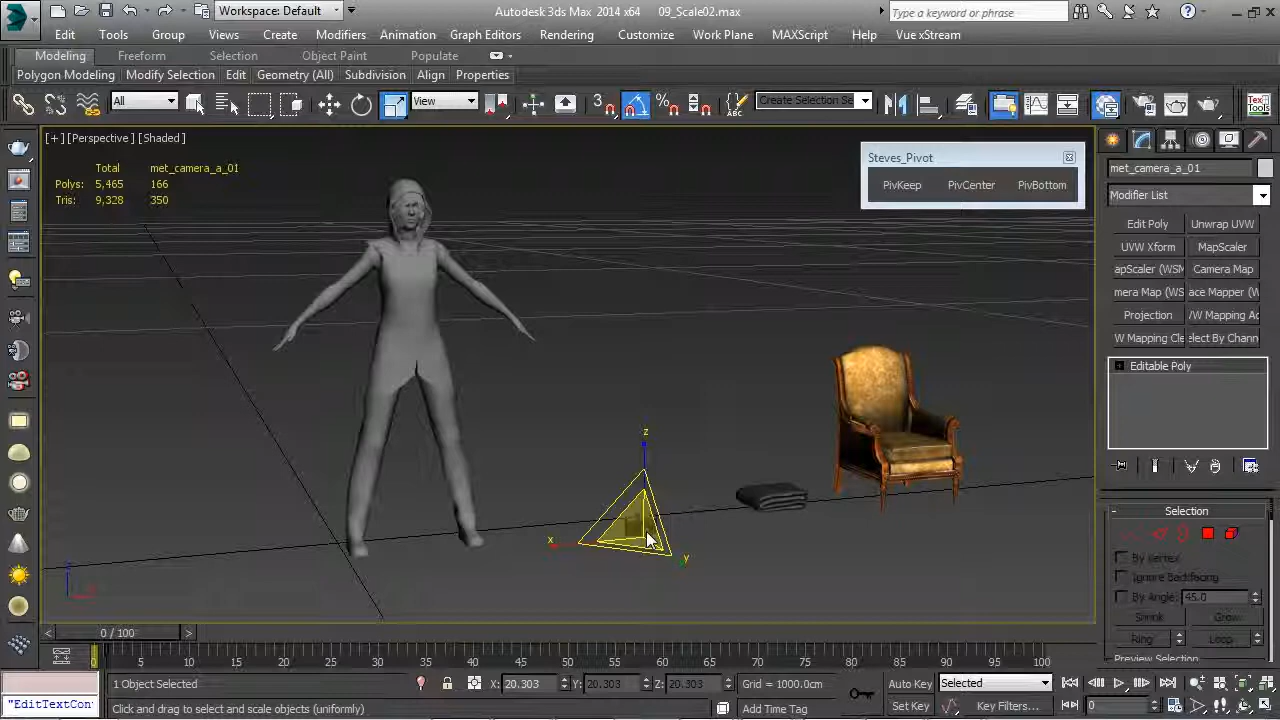 Workspace: Default
Autodesk 3ds Max 2014 x64 09_Scale02.max
Type a keyword or phrase
Edit Tools Group Views Create Modifiers Animation Graph Editors Rendering Customize Work Plane MAXScript Help Vue xStream
Modeling Freeform Selection Object Paint Populate
Polygon Modeling Modify Selection Edit Geometry (All) Subdivision Align Properties
All View 3 ABC Create Selection Se TexTools
[+] [Perspective] [Shaded]
Total met_camera_a_01
Polys: 5,465 166
Tris: 9,328 350
Steves_Pivot
PivKeep PivCenter PivBottom
met_camera_a_01
Modifier List
Edit Poly Unwrap UVW
UVW Xform MapScaler
apScaler (WSM Camera Map
mera Map (W ace Mapper (W
Projection /W Mapping Ad
W Mapping Cle elect By Chann
Editable Poly
z
x
y
Selection
By Vertex
Ignore Backfacing
By Angle: 45.0
Shrink Grow
Ring Loop
Preview Selection
0 / 100
0 5 10 15 20 25 30 35 40 45 50 55 60 65 70 75 80 85 90 95 100
1 Object Selected X: 20.303 Y: 20.303 Z: 20.303 Grid = 1000.0cm Auto Key Selected
"EditTextCon Click and drag to select and scale objects (uniformly) Add Time Tag Set Key Key Filters... 0